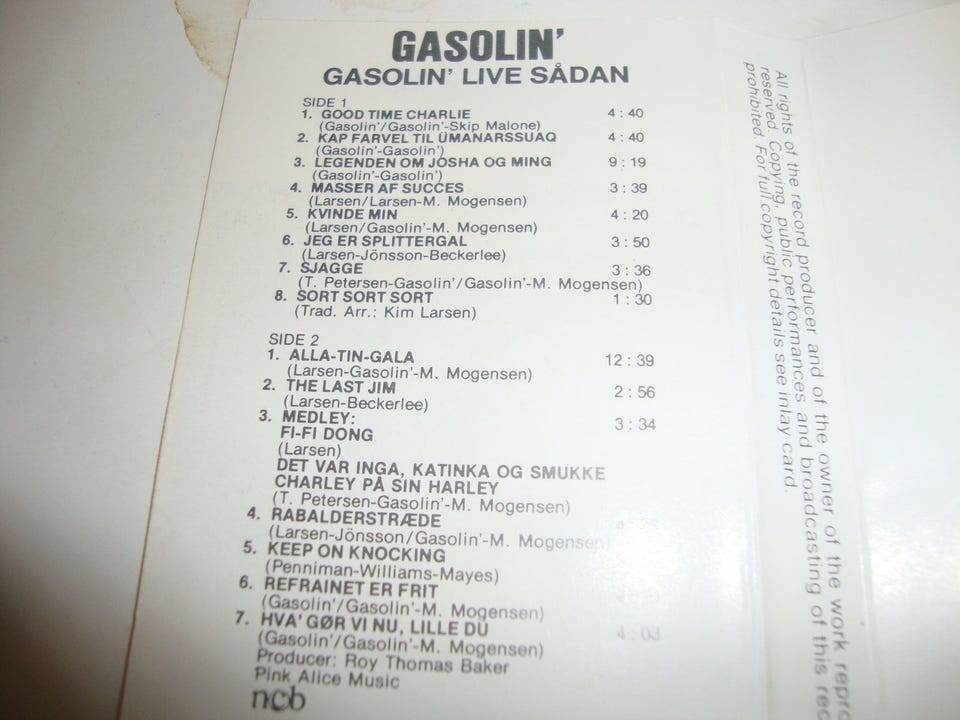 GASOLIN'
GASOLIN' LIVE SÅDAN
SIDE 1
1. GOOD TIME CHARLIE 4:40
(Gasolin'/Gasolin'-Skip Malone)
2. KAP FARVEL TIL ÜMANARSSUAQ 4:40
(Gasolin'-Gasolin')
3. LEGENDEN OM JOSHA OG MING 9:19
(Gasolin'-Gasolin')
4. MASSER AF SUCCES 3:39
(Larsen/Larsen-M. Mogensen)
5. KVINDE MIN 4:20
(Larsen/Gasolin'-M. Mogensen)
6. JEG ER SPLITTERGAL 3:50
(Larsen-Jönsson-Beckerlee)
7. SJAGGE 3:36
(T. Petersen-Gasolin'/Gasolin'-M. Mogensen)
8. SORT SORT SORT 1:30
(Trad. Arr.: Kim Larsen)
SIDE 2
1. ALLA-TIN-GALA 12:39
(Larsen-Gasolin'-M. Mogensen)
2. THE LAST JIM 2:56
(Larsen-Beckerlee)
3. MEDLEY: 3:34
FI-FI DONG
(Larsen)
DET VAR INGA, KATINKA OG SMUKKE
CHARLEY PÅ SIN HARLEY
(T. Petersen-Gasolin'-M. Mogensen)
4. RABALDERSTRÆDE
(Larsen-Jönsson/Gasolin'-M. Mogensen)
5. KEEP ON KNOCKING
(Penniman-Williams-Mayes)
6. REFRAINET ER FRIT
(Gasolin'/Gasolin'-M. Mogensen)
7. HVA' GØR VI NU, LILLE DU 4:03
(Gasolin'/Gasolin'-M. Mogensen)
Producer: Roy Thomas Baker
Pink Alice Music
ncb
All rights of the record producer and of the owner of the work repro
reserved. Copying, public performances and broadcasting of this rec
prohibited. For full copyright details see inlay card.